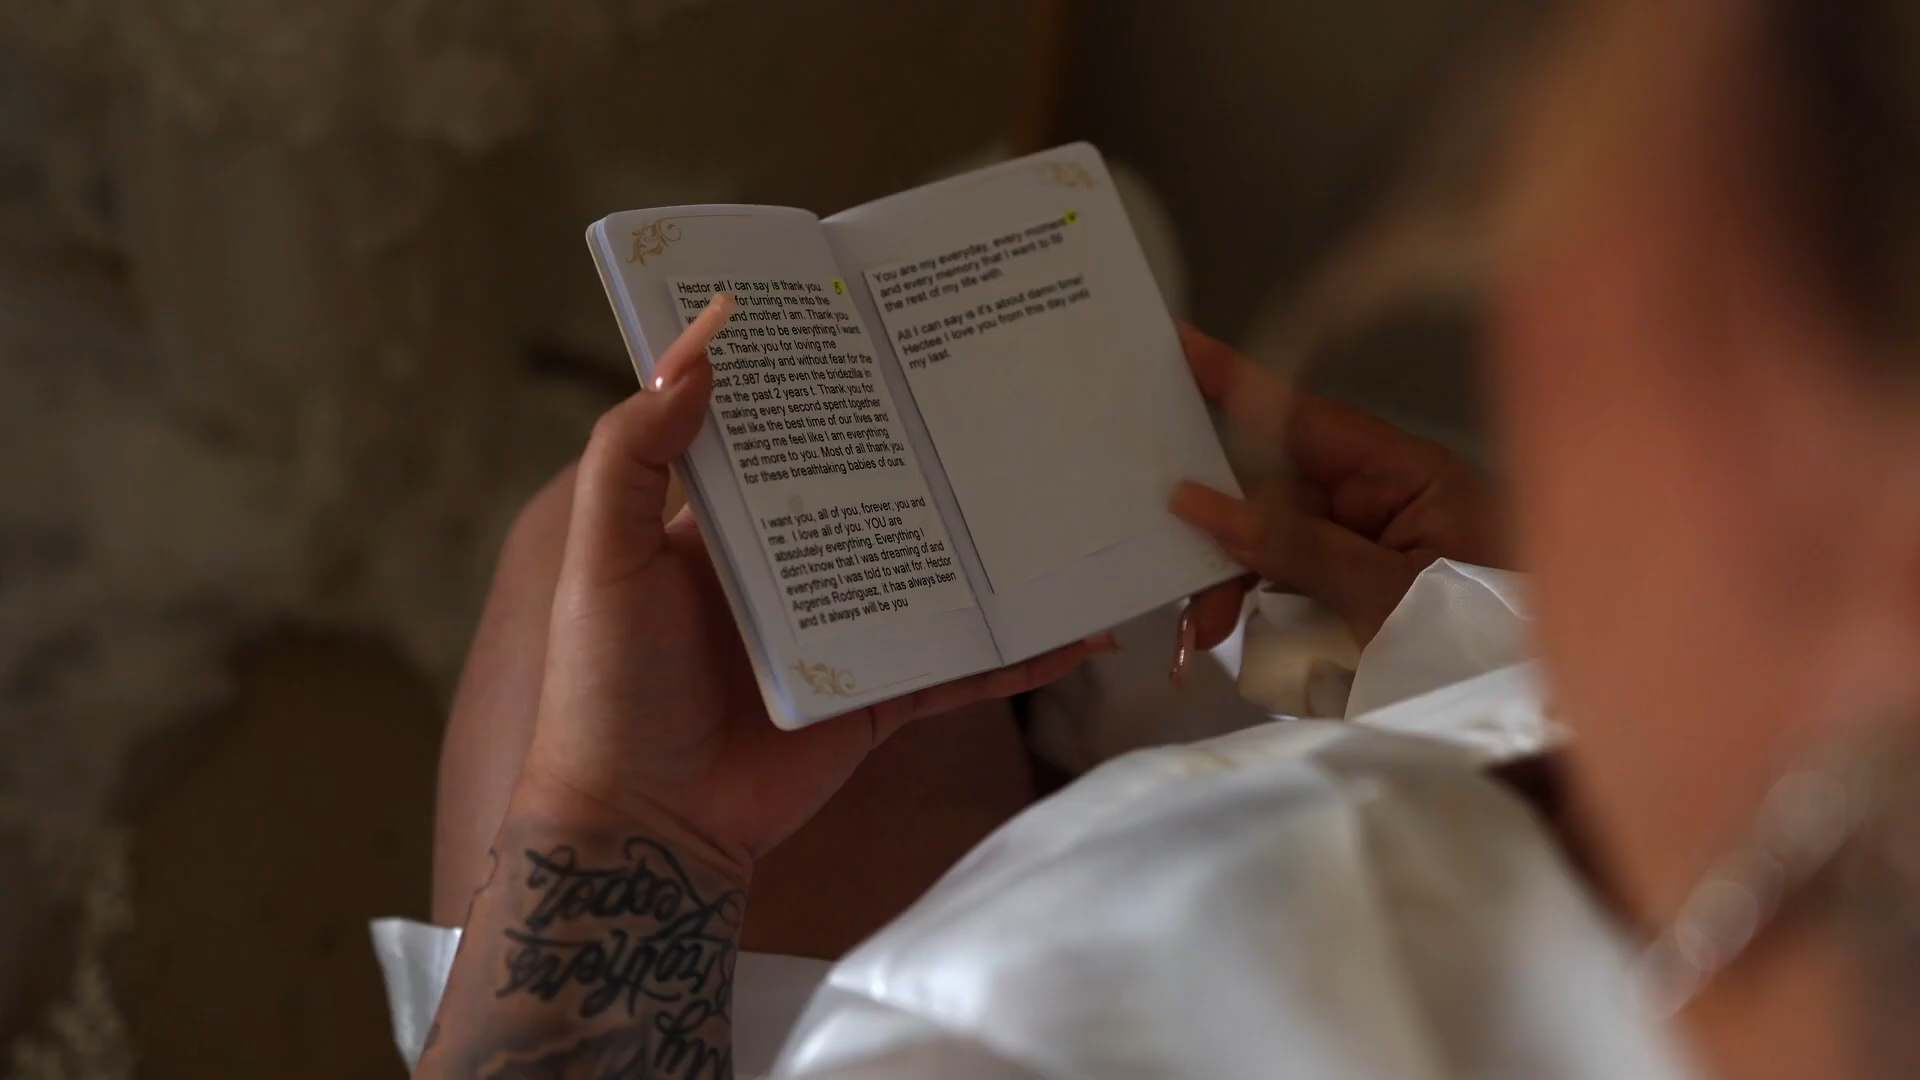 Hector all I can say is thank you.
Thank for turning me into the
and mother I am. Thank you
pushing me to be everything I want
be. Thank you for loving me
unconditionally and without fear for the
past 2,987 days even the bridezilla in
me the past 2 years t. Thank you for
making every second spent together
feel like the best time of our lives and
making me feel like I am everything
and more to you. Most of all thank you
for these breathtaking babies of ours.
I want you, all of you, forever, you and
me. I love all of you. YOU are
absolutely everything. Everything I
didn't know that I was dreaming of and
everything I was told to wait for. Hector
Argenis Rodriguez, it has always been
and it always will be you
5
You are my everyday, every moment
and every memory that I want to fill
the rest of my life with.
All I can say is it's about damn time!
Hectee I love you from this day until
my last.
My
Brothers
Keeper